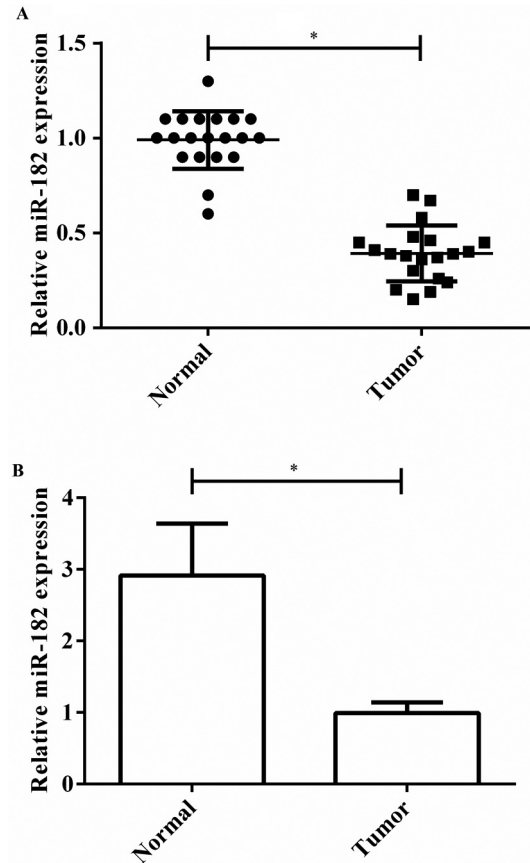 A
*
Relative miR-182 expression
1.5
1.0
0.5
0.0
Normal
Tumor
B
*
Relative miR-182 expression
4
3
2
1
0
Normal
Tumor